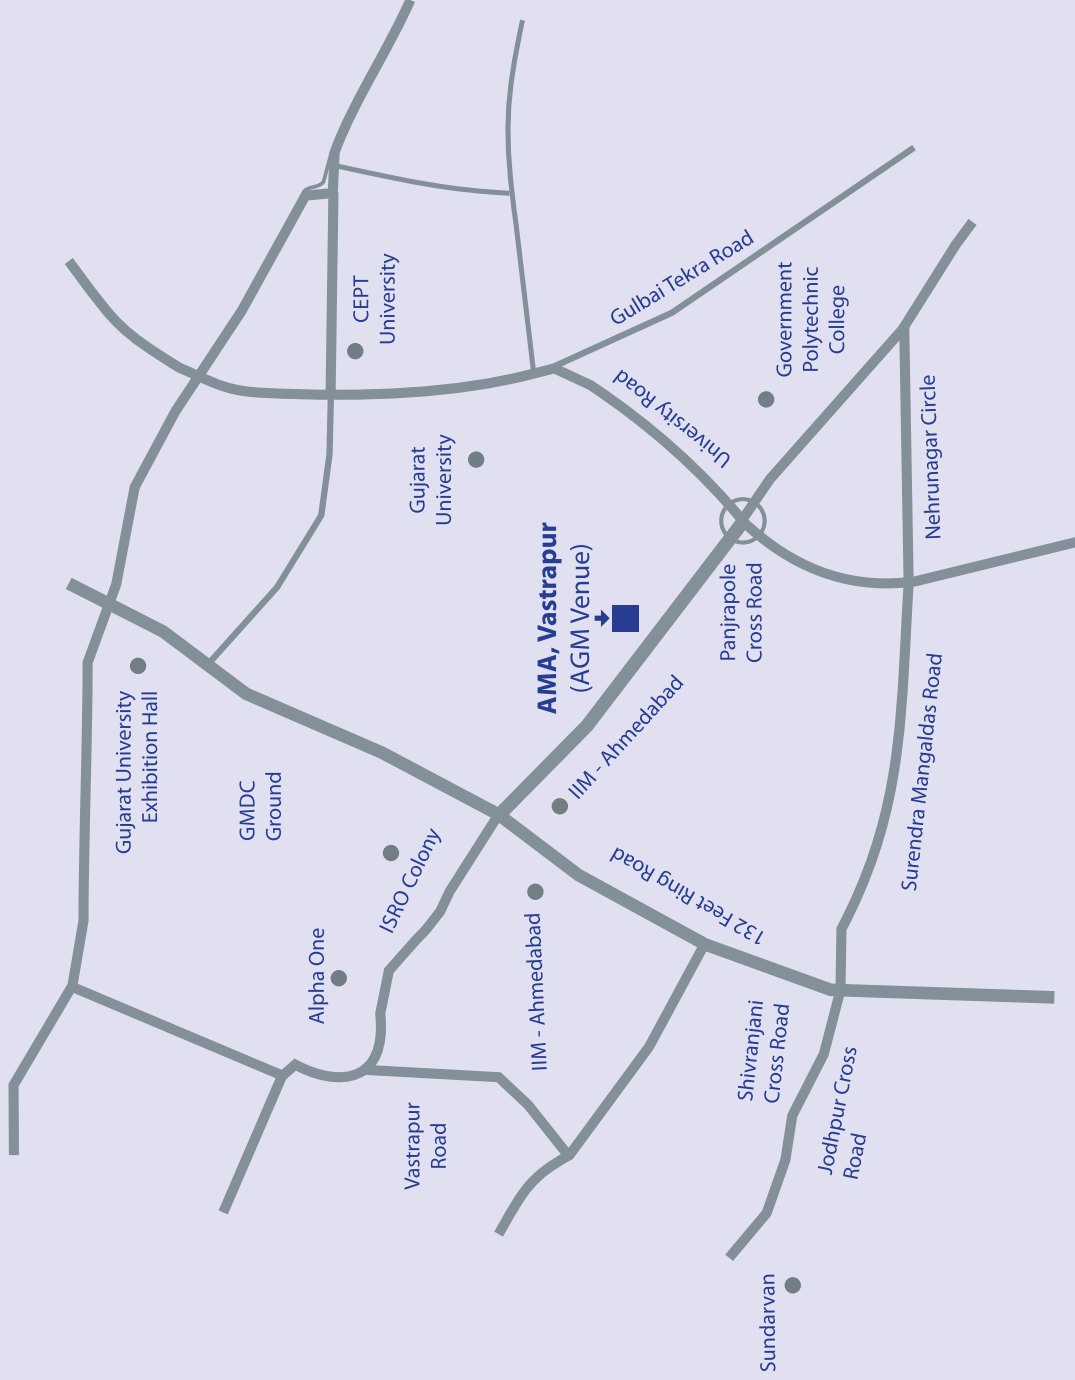 CEPT
University
Gulbai Tekra Road
Government
Polytechnic
College
University Road
Gujarat
University
Nehrunagar Circle
AMA, Vastrapur
(AGM Venue)
Panjrapole
Cross Road
Gujarat University
Exhibition Hall
GMDC
Ground
IIM - Ahmedabad
Surendra Mangaldas Road
ISRO Colony
132 Feet Ring Road
Alpha One
IIM - Ahmedabad
Shivranjani
Cross Road
Jodhpur Cross
Road
Vastrapur
Road
Sundarvan